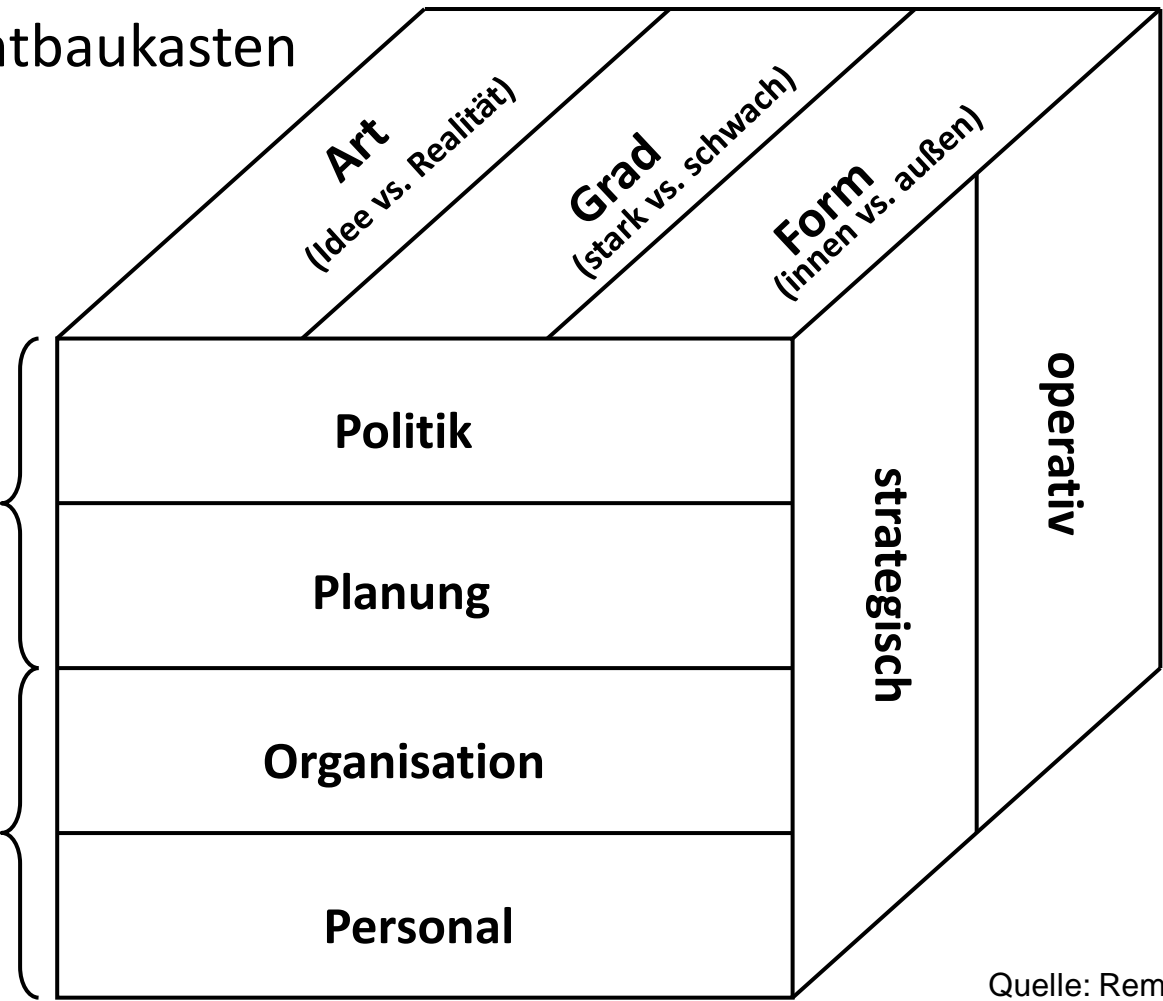 ntbaukasten
Art
(Idee vs. Realität)
Grad
(stark vs. schwach)
Form
(innen vs. außen)
Politik
Planung
Organisation
Personal
strategisch
operativ
Quelle: Rem